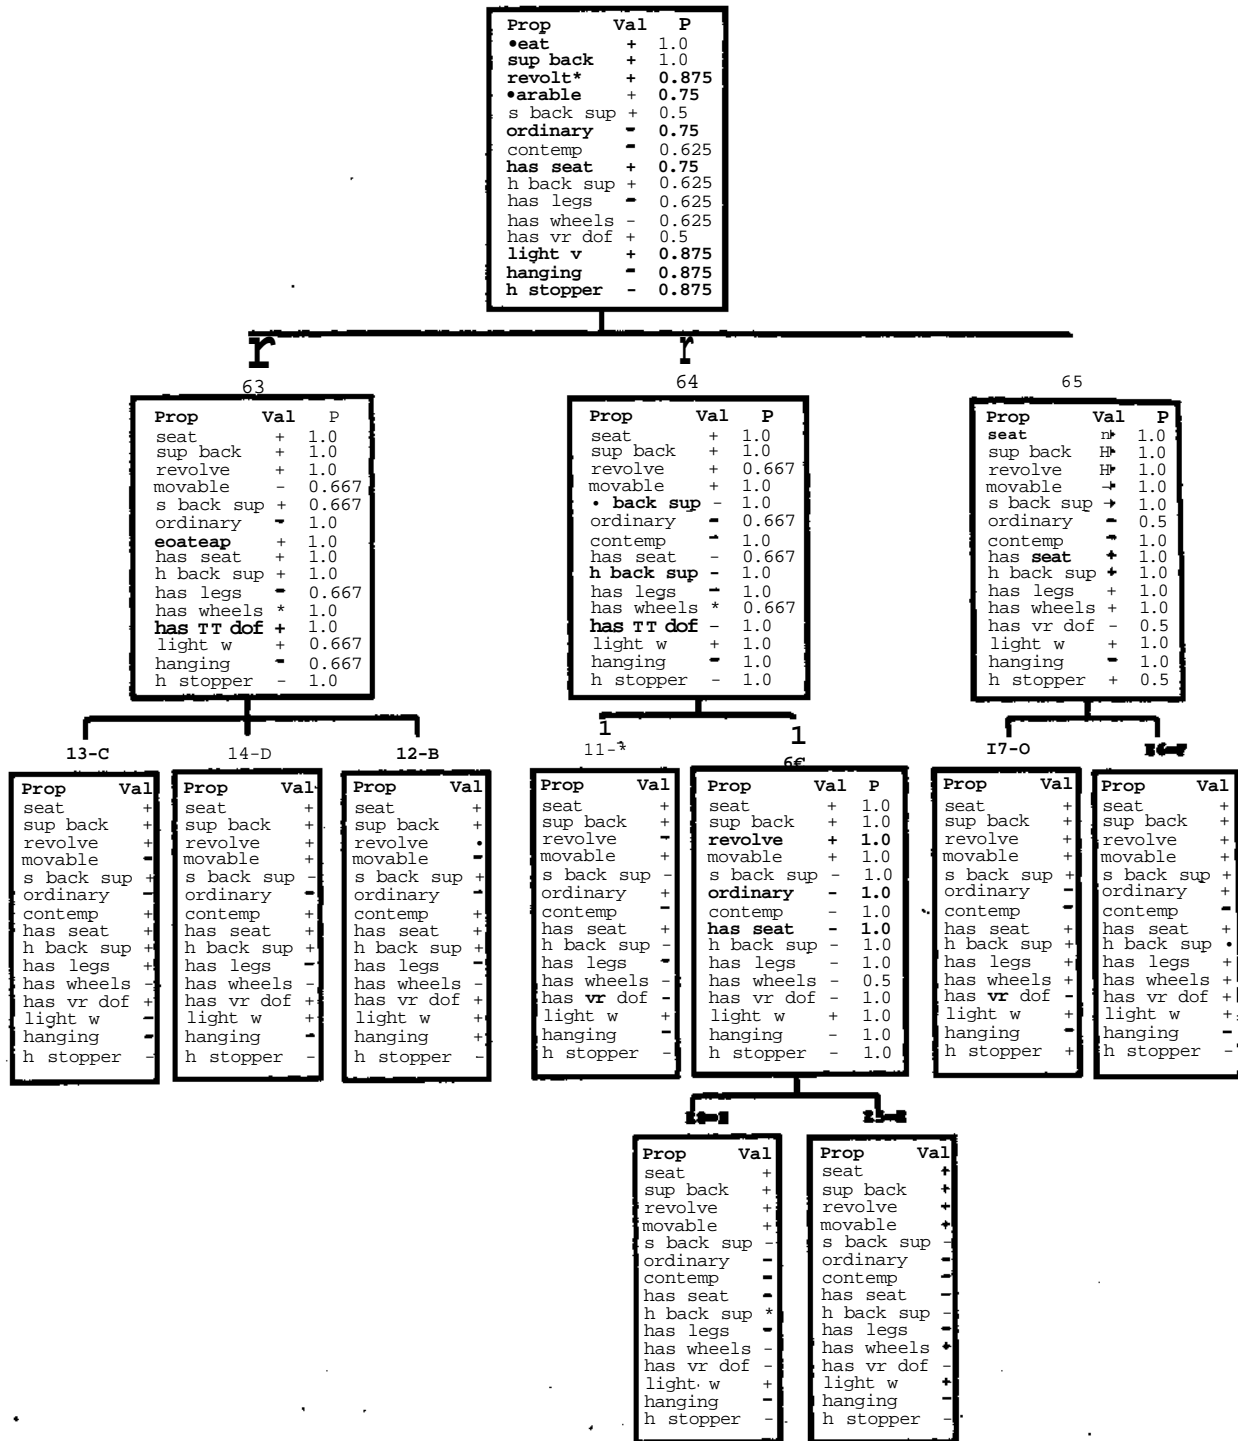 Prop Val P
•eat + 1.0
sup back + 1.0
revolt* + 0.875
•arable + 0.75
s back sup + 0.5
ordinary - 0.75
contemp - 0.625
has seat + 0.75
h back sup + 0.625
has legs - 0.625
has wheels - 0.625
has vr dof + 0.5
light v + 0.875
hanging - 0.875
h stopper - 0.875
63
Prop Val P
seat + 1.0
sup back + 1.0
revolve + 1.0
movable - 0.667
s back sup + 0.667
ordinary - 1.0
eoateap + 1.0
has seat + 1.0
h back sup + 1.0
has legs - 0.667
has wheels * 1.0
has TT dof + 1.0
light w + 0.667
hanging - 0.667
h stopper - 1.0
64
Prop Val P
seat + 1.0
sup back + 1.0
revolve + 0.667
movable + 1.0
• back sup - 1.0
ordinary - 0.667
contemp - 1.0
has seat - 0.667
h back sup - 1.0
has legs - 1.0
has wheels * 0.667
has TT dof - 1.0
light w + 1.0
hanging - 1.0
h stopper - 1.0
65
Prop Val P
seat 1.0
sup back 1.0
revolve 1.0
movable 1.0
s back sup 1.0
ordinary - 0.5
contemp - 1.0
has seat + 1.0
h back sup + 1.0
has legs + 1.0
has wheels + 1.0
has vr dof - 0.5
light w + 1.0
hanging - 1.0
h stopper + 0.5
13-C
Prop Val
seat +
sup back +
revolve +
movable -
s back sup +
ordinary -
contemp +
has seat +
h back sup +
has legs +
has wheels -
has vr dof +
light w -
hanging -
h stopper -
14-D
Prop Val
seat +
sup back +
revolve +
movable +
s back sup -
ordinary -
contemp +
has seat +
h back sup +
has legs -
has wheels -
has vr dof +
light w +
hanging -
h stopper -
12-B
Prop Val
seat +
sup back +
revolve •
movable -
s back sup +
ordinary -
contemp +
has seat +
h back sup +
has legs -
has wheels -
has vr dof +
light w +
hanging +
h stopper -
11-*
Prop Val
seat +
sup back +
revolve -
movable +
s back sup -
ordinary +
contemp -
has seat +
h back sup -
has legs -
has wheels -
has vr dof -
light w +
hanging -
h stopper -
6€
Prop Val P
seat + 1.0
sup back + 1.0
revolve + 1.0
movable + 1.0
s back sup - 1.0
ordinary - 1.0
contemp - 1.0
has seat - 1.0
h back sup - 1.0
has legs - 1.0
has wheels - 0.5
has vr dof - 1.0
light w + 1.0
hanging - 1.0
h stopper - 1.0
I7-O
Prop Val
seat +
sup back +
revolve +
movable +
s back sup +
ordinary -
contemp -
has seat +
h back sup +
has legs +
has wheels +
has vr dof -
light w +
hanging -
h stopper +
Prop Val
seat +
sup back +
revolve +
movable +
s back sup +
ordinary +
contemp -
has seat +
h back sup •
has legs +
has wheels +
has vr dof +
light w +
hanging -
h stopper -
Prop Val
seat +
sup back +
revolve +
movable +
s back sup -
ordinary -
contemp -
has seat -
h back sup *
has legs -
has wheels -
has vr dof -
light w +
hanging -
h stopper -
Prop Val
seat +
sup back +
revolve +
movable +
s back sup -
ordinary -
contemp -
has seat -
h back sup -
has legs -
has wheels +
has vr dof -
light w +
hanging -
h stopper -